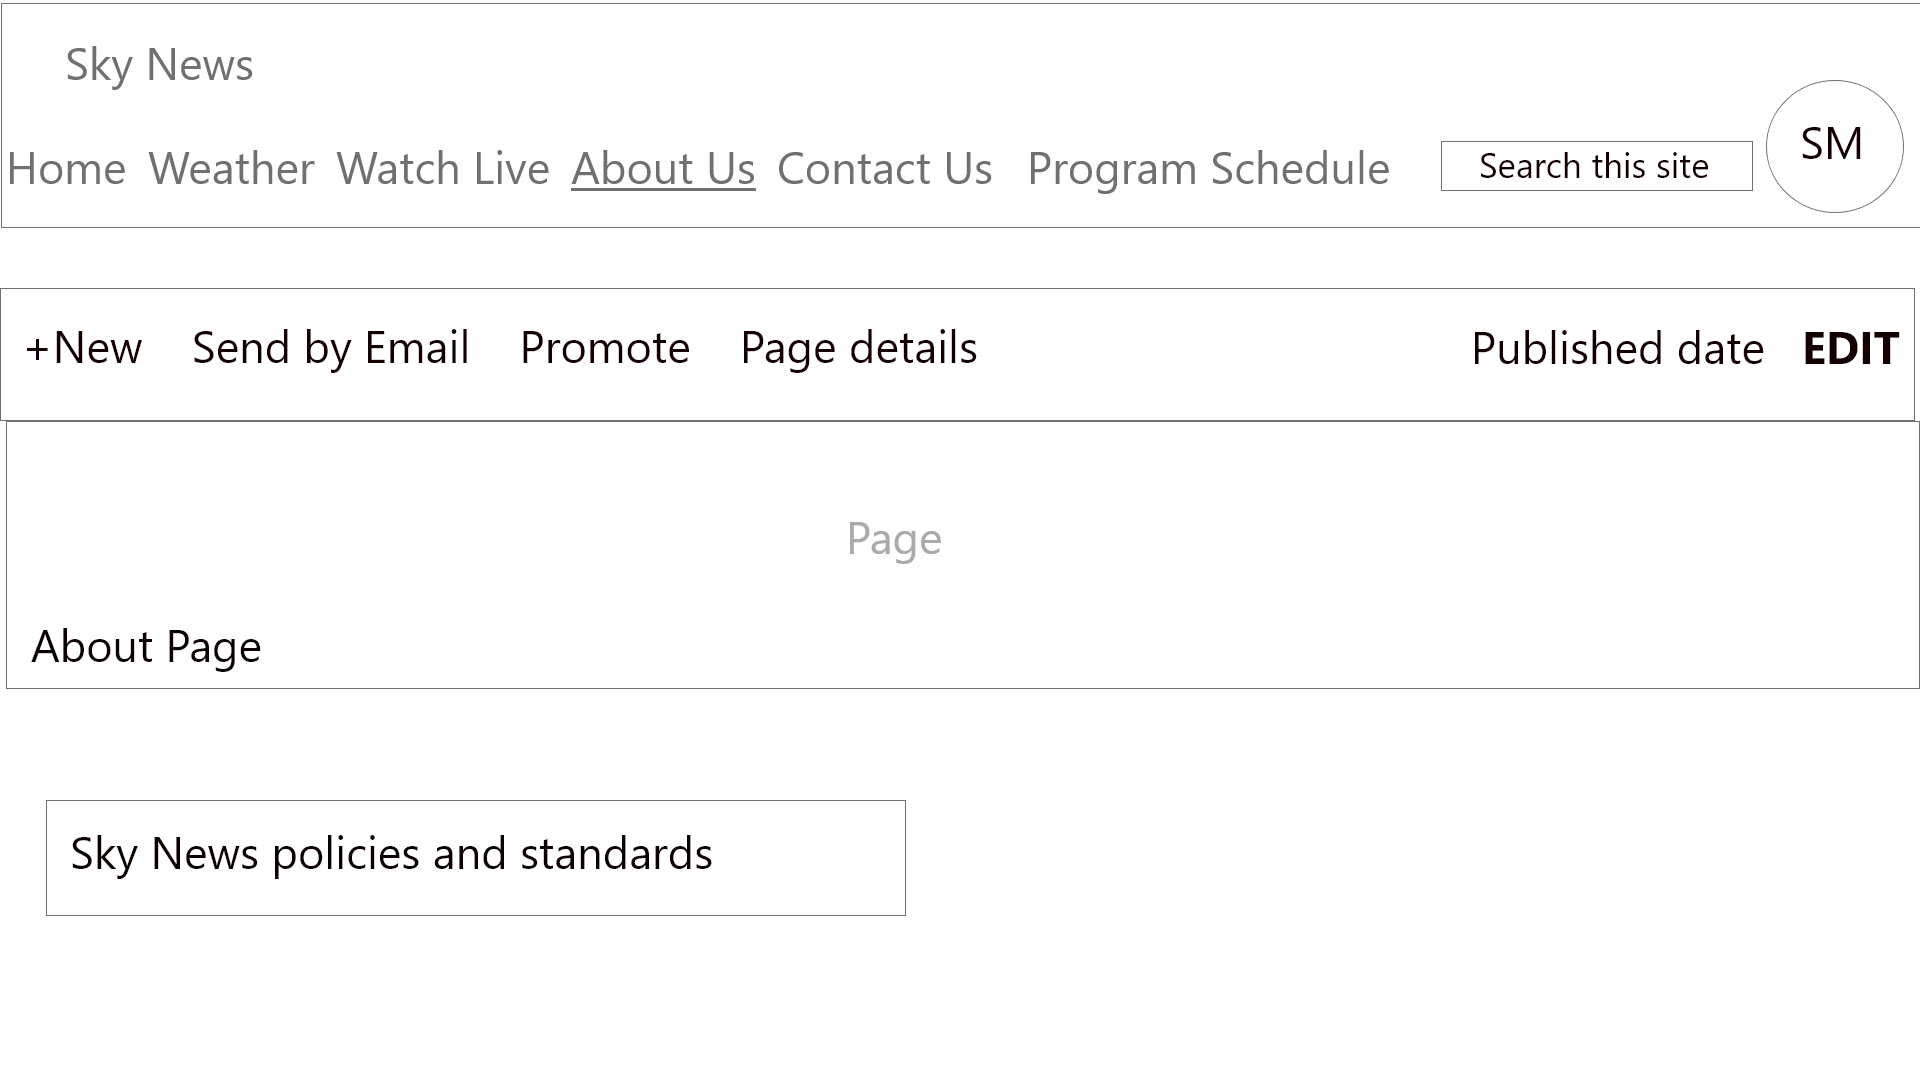 Sky News
Home Weather Watch Live About Us Contact Us Program Schedule Search this site SM
+New Send by Email Promote Page details Published date EDIT
Page
About Page
Sky News policies and standards